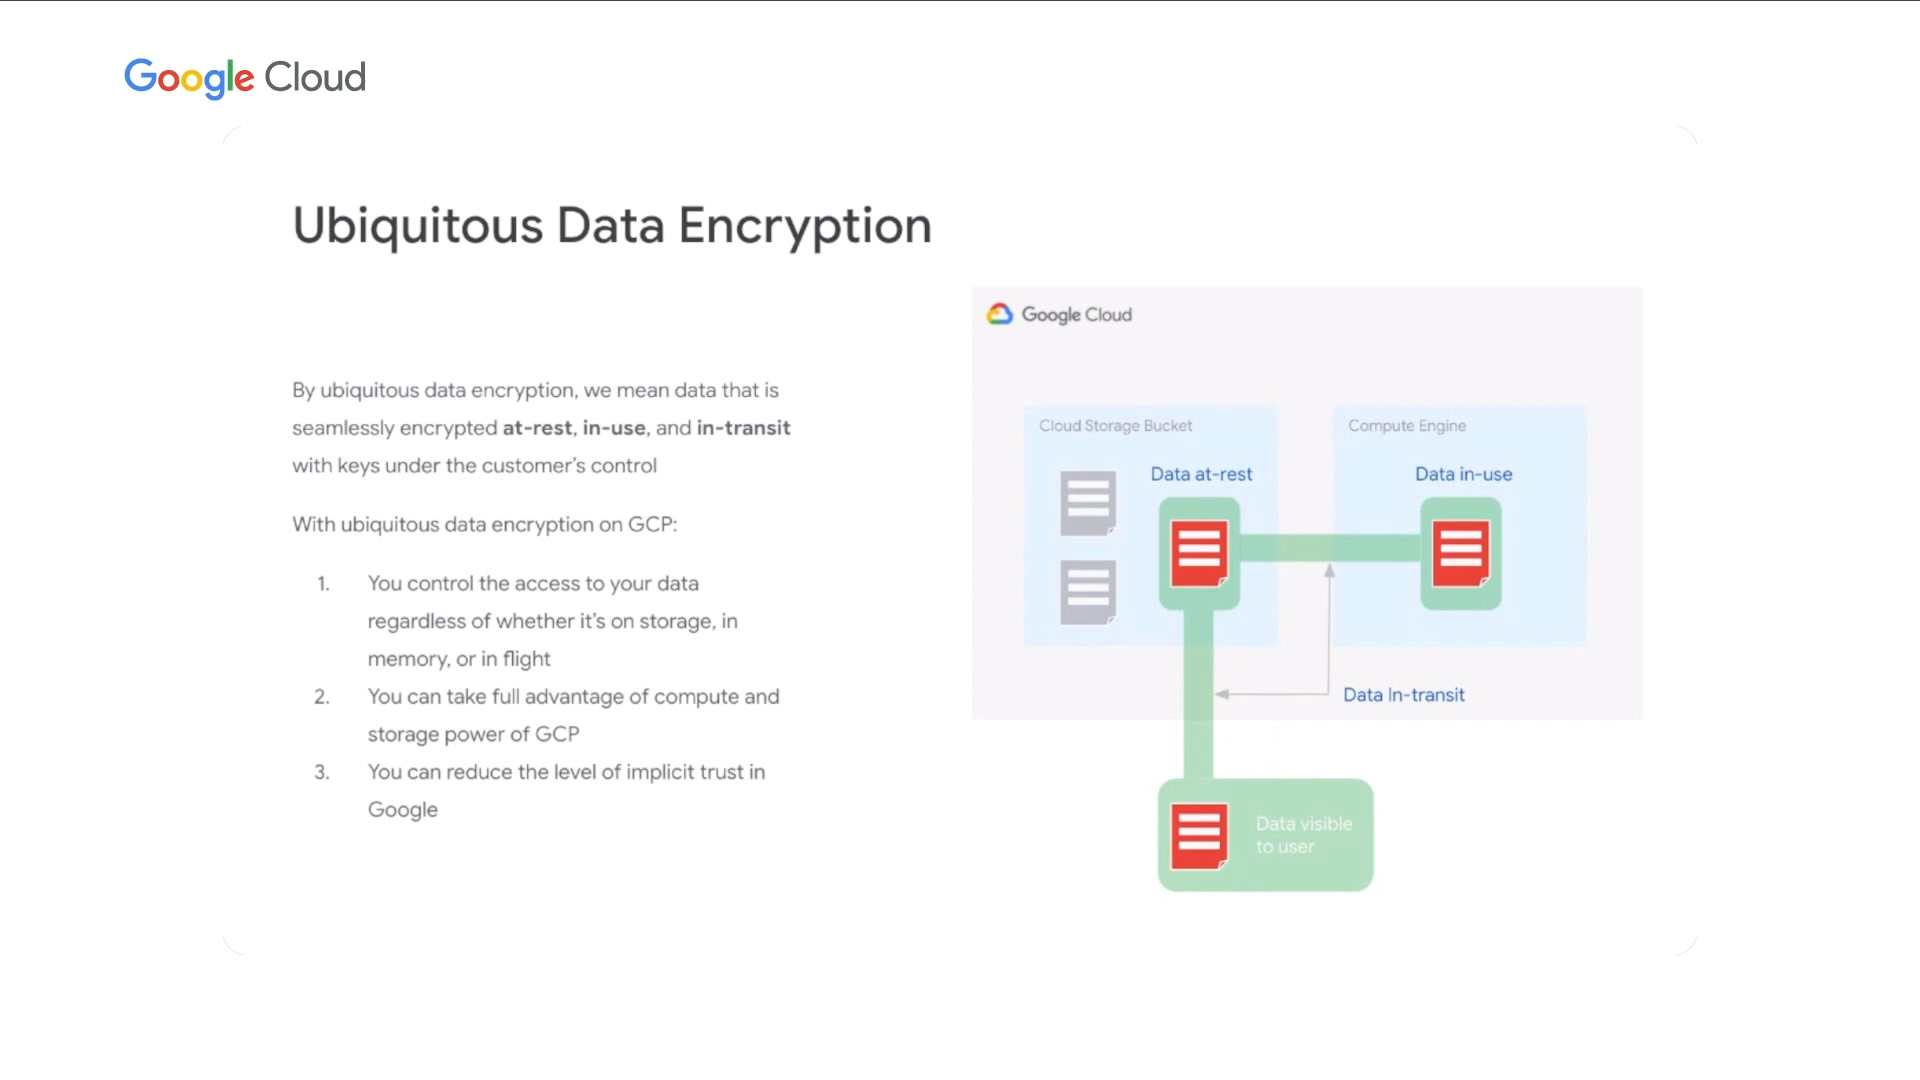 Google Cloud
Ubiquitous Data Encryption
By ubiquitous data encryption, we mean data that is
seamlessly encrypted at-rest, in-use, and in-transit
with keys under the customer's control
With ubiquitous data encryption on GCP:
1. You control the access to your data
regardless of whether it's on storage, in
memory, or in flight
2. You can take full advantage of compute and
storage power of GCP
3. You can reduce the level of implicit trust in
Google
Google Cloud
Cloud Storage Bucket
Data at-rest
Compute Engine
Data in-use
Data In-transit
Data visible
to user